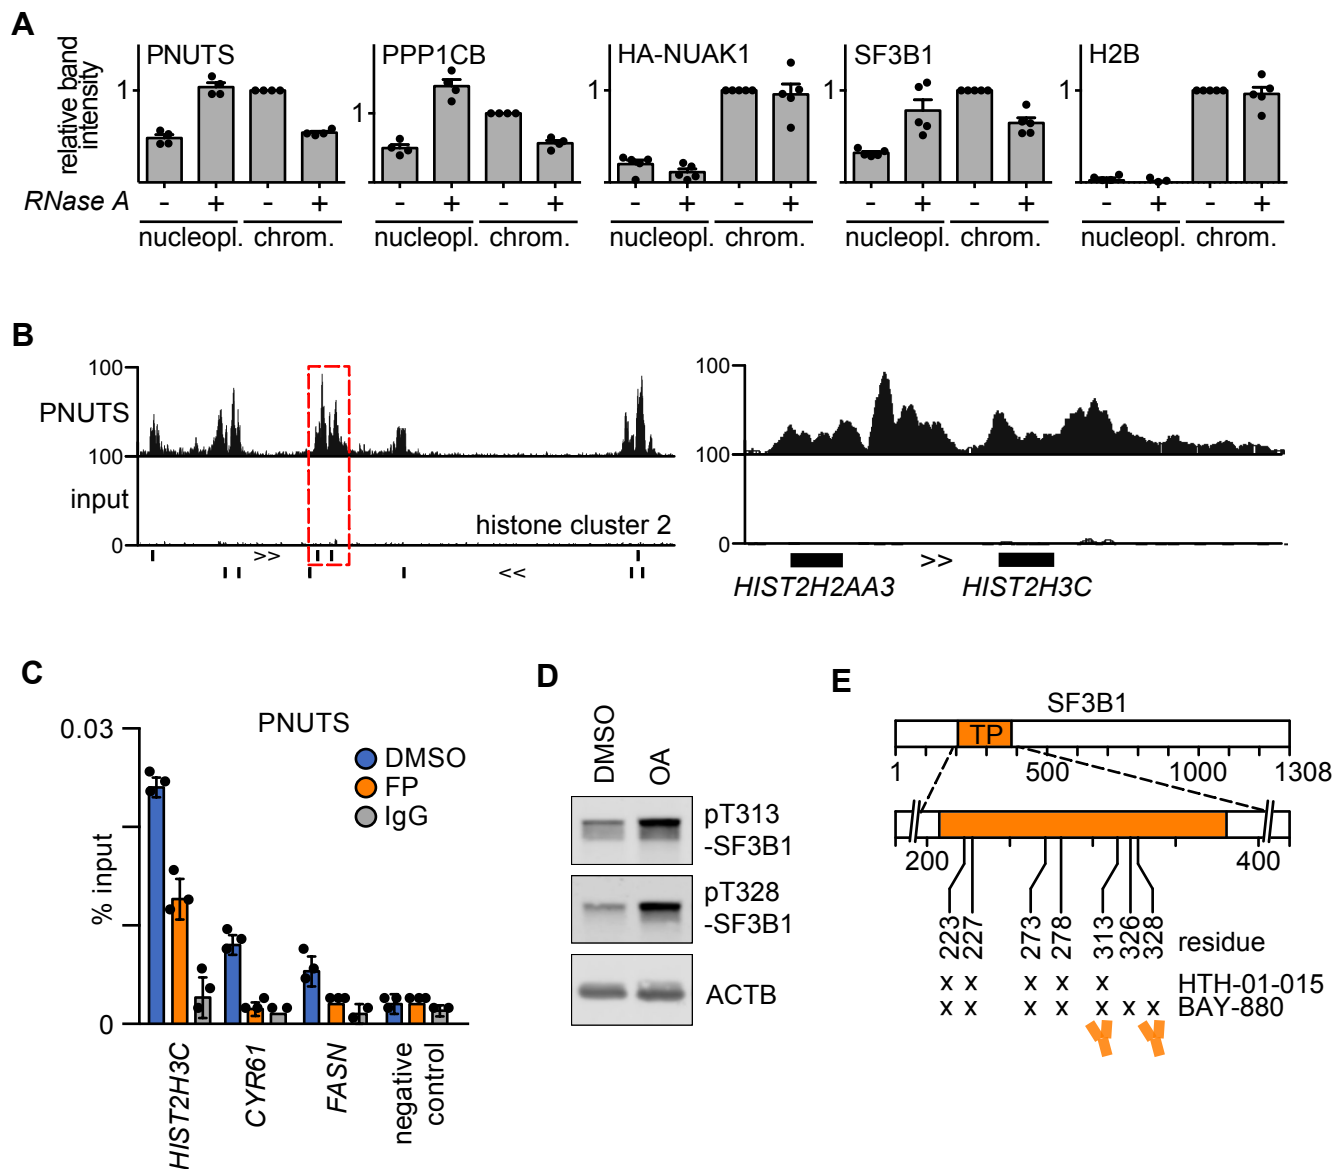 A
relative band
intensity
PNUTS
PPP1CB
HA-NUAK1
SF3B1
H2B
1
1
1
1
1
RNase A
- + - +
- + - +
- + - +
- + - +
- + - +
nucleopl. chrom.
nucleopl. chrom.
nucleopl. chrom.
nucleopl. chrom.
nucleopl. chrom.
B
100
PNUTS
100
input
histone cluster 2
0
>>
<<
100
100
0
>>
HIST2H2AA3
HIST2H3C
C
PNUTS
0.03
DMSO
FP
IgG
% input
0
HIST2H3C
CYR61
FASN
negative
control
D
DMSO
OA
pT313
-SF3B1
pT328
-SF3B1
ACTB
E
SF3B1
TP
1 500 1000 1308
200 400
223 227 273 278 313 326 328 residue
x x x x x HTH-01-015
x x x x x x x BAY-880